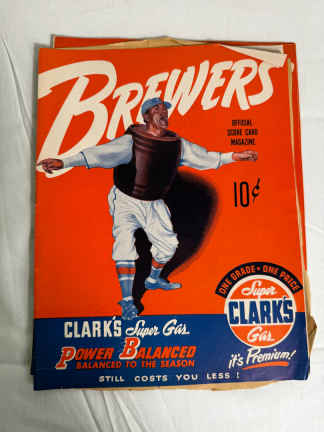 BREWERS
OFFICIAL
SCORE CARD
MAGAZINE
10¢
ONE GRADE • ONE PRICE
Super
CLARK'S
Gas
it's Premium!
CLARK'S Super Gas
POWER BALANCED
BALANCED TO THE SEASON
STILL COSTS YOU LESS!